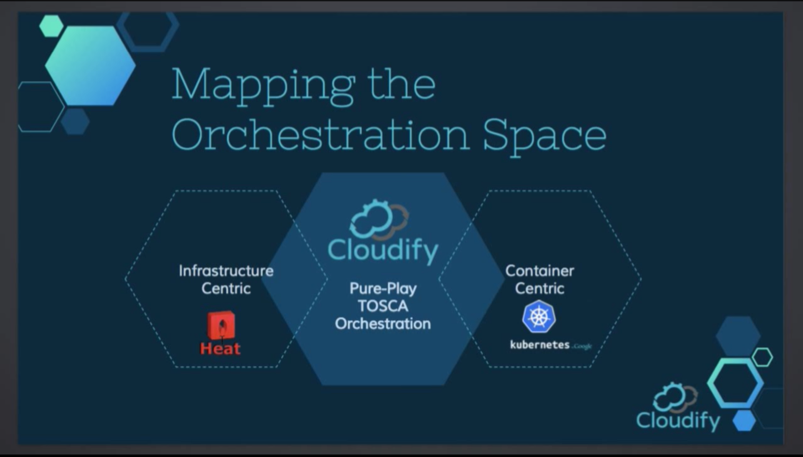 Mapping the
Orchestration Space
Cloudify
Infrastructure
Centric
Heat
Pure-Play
TOSCA
Orchestration
Container
Centric
kubernetes by Google
Cloudify